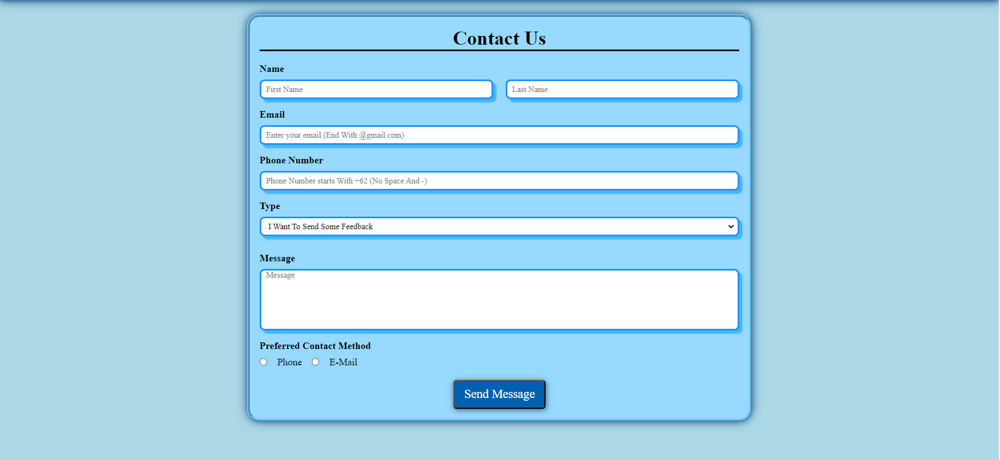 Contact Us
Name
First Name
Last Name
Email
Enter your email (End With @gmail.com)
Phone Number
Phone Number starts With +62 (No Space And -)
Type
I Want To Send Some Feedback
Message
Message
Preferred Contact Method
Phone E-Mail
Send Message